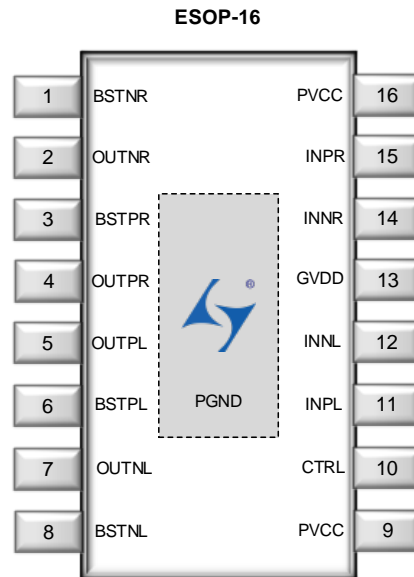 ESOP-16
1 BSTNR PVCC 16
2 OUTNR INPR 15
3 BSTPR INNR 14
4 OUTPR GVDD 13
®
5 OUTPL INNL 12
6 BSTPL PGND INPL 11
7 OUTNL CTRL 10
8 BSTNL PVCC 9